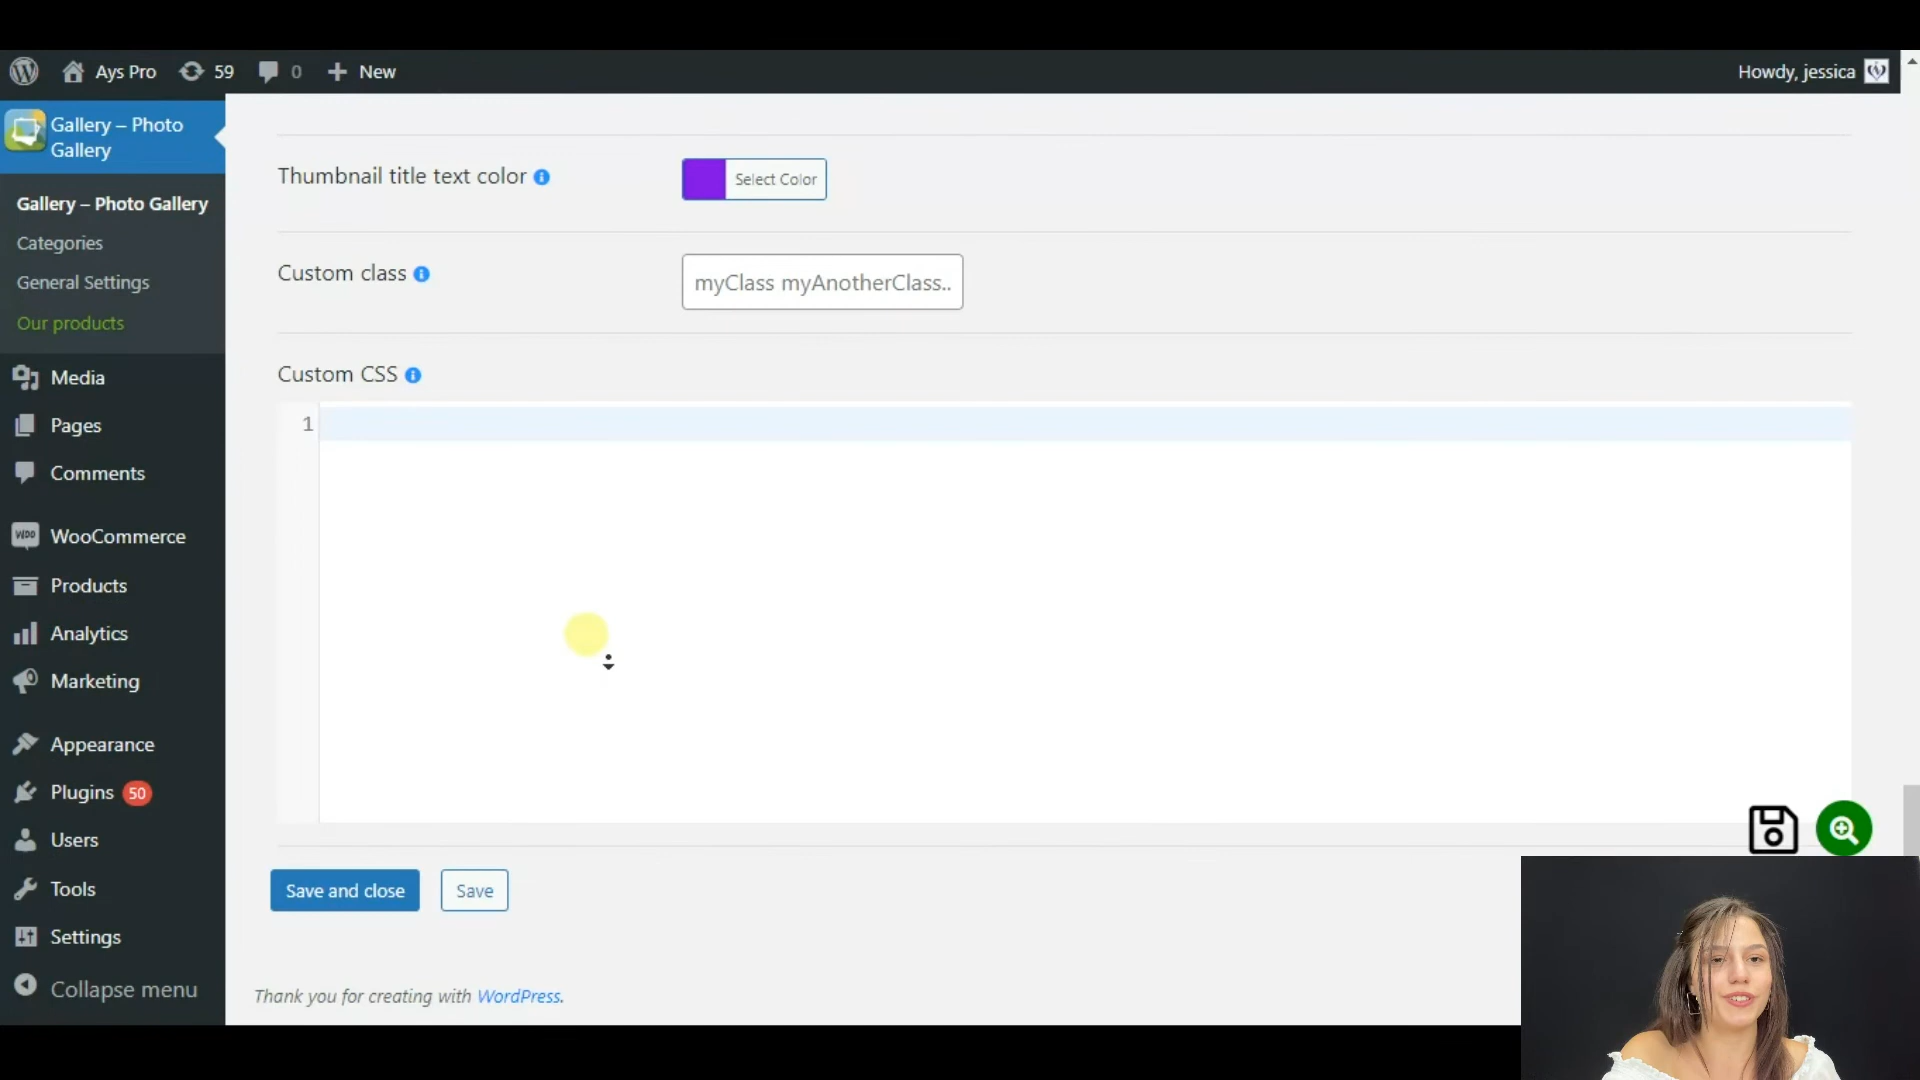 Ays Pro
59
0
New
Howdy, jessica
Gallery – Photo
Gallery
Gallery – Photo Gallery
Categories
General Settings
Our products
Media
Pages
Comments
WooCommerce
Products
Analytics
Marketing
Appearance
Plugins 50
Users
Tools
Settings
Collapse menu
Thumbnail title text color
Select Color
Custom class
myClass myAnotherClass..
Custom CSS
1
Save and close
Save
Thank you for creating with WordPress.